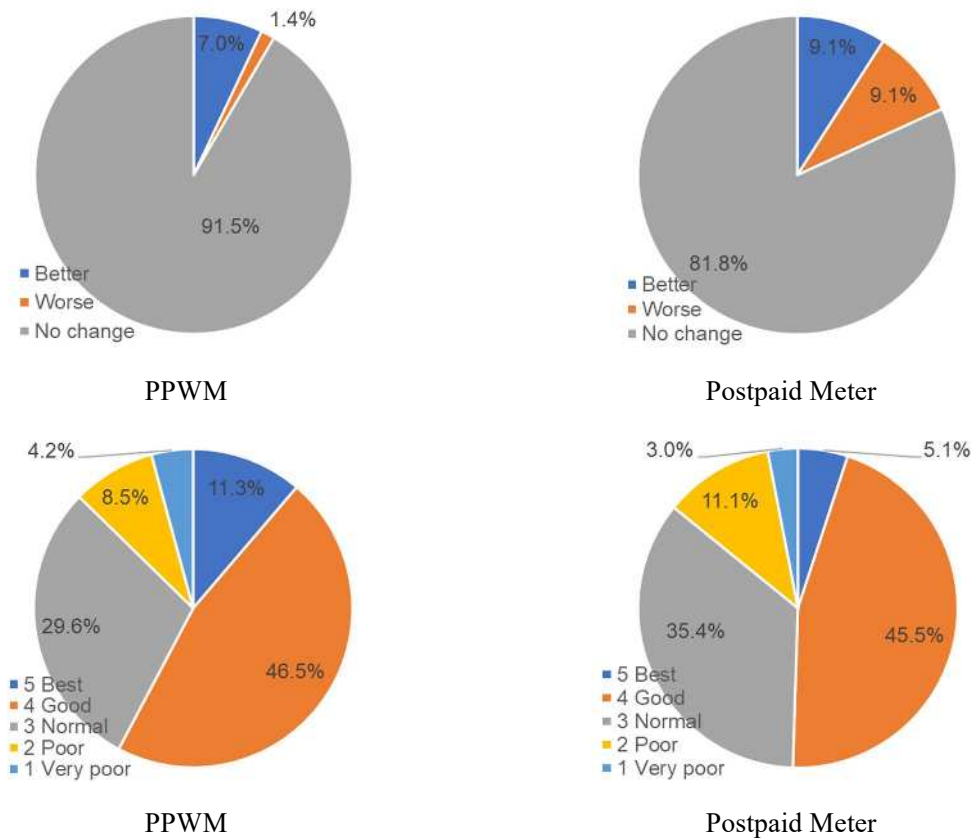 7.0%
1.4%
91.5%
Better
Worse
No change
PPWM
9.1%
9.1%
81.8%
Better
Worse
No change
Postpaid Meter
4.2%
11.3%
8.5%
29.6%
46.5%
5 Best
4 Good
3 Normal
2 Poor
1 Very poor
PPWM
3.0%
5.1%
11.1%
35.4%
45.5%
5 Best
4 Good
3 Normal
2 Poor
1 Very poor
Postpaid Meter